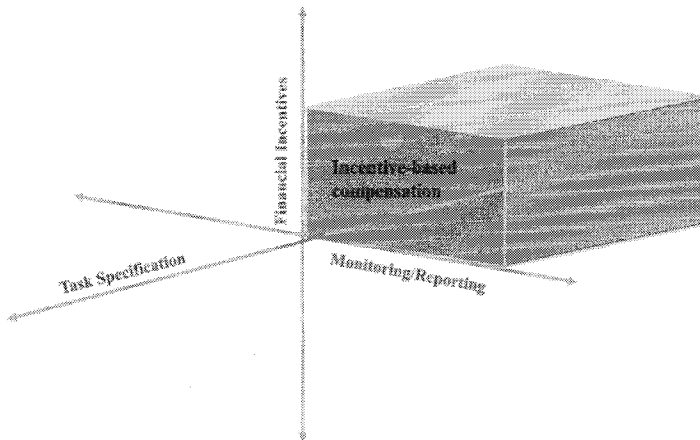 Financial Incentives
Incentive-based
compensation
Task Specification
Monitoring/Reporting